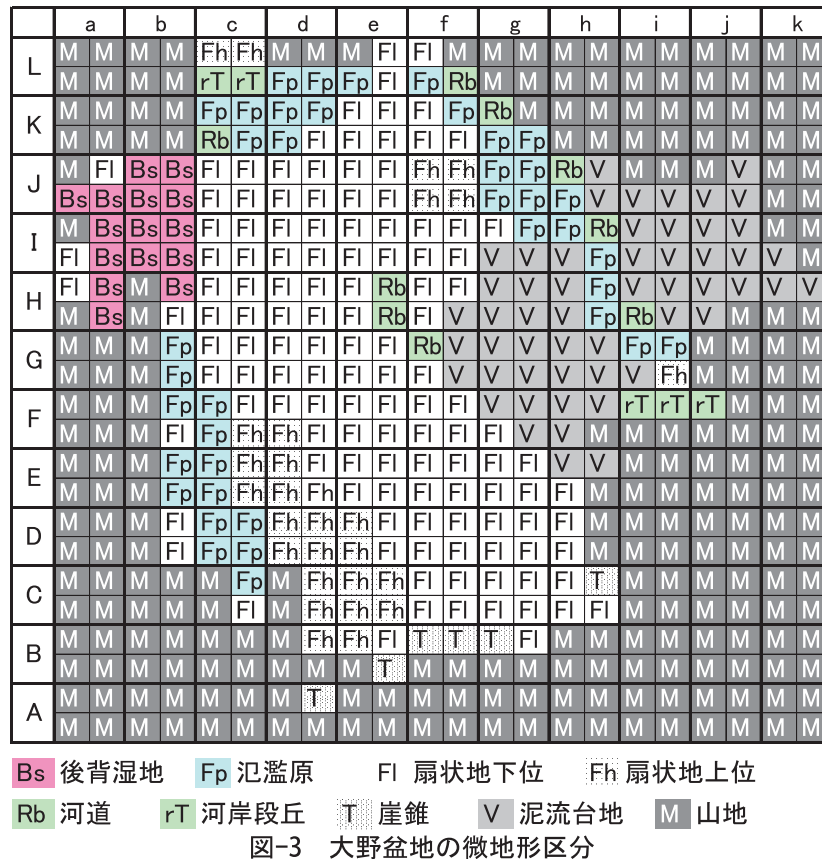 a b c d e f g h i j k
L M M M M Fh Fh M M M Fl Fl M M M M M M M M M M M
M M M M rT rT Fp Fp Fp Fl Fp Rb M M M M M M M M M M
K M M M M Fp Fp Fp Fp Fl Fl Fl Fp Rb M M M M M M M M M
M M M M Rb Fp Fp Fl Fl Fl Fl Fl Fp Fp M M M M M M M M
J M Fl Bs Bs Fl Fl Fl Fl Fl Fl Fh Fh Fp Fp Rb V M M M V M M
Bs Bs Bs Bs Fl Fl Fl Fl Fl Fl Fh Fh Fp Fp Fp V V V V V M M
I M Bs Bs Bs Fl Fl Fl Fl Fl Fl Fl Fl Fl Fp Fp Rb V V V V M M
Fl Bs Bs Bs Fl Fl Fl Fl Fl Fl Fl Fl V V V Fp V V V V V M
H Fl Bs M Bs Fl Fl Fl Fl Fl Rb Fl Fl V V V Fp V V V V V V
M Bs M Fl Fl Fl Fl Fl Fl Rb Fl V V V V Fp Rb V V M M M
G M M M Fp Fl Fl Fl Fl Fl Fl Rb V V V V V Fp Fp M M M M
M M M Fp Fl Fl Fl Fl Fl Fl Fl V V V V V V Fh M M M M
F M M M Fp Fp Fl Fl Fl Fl Fl Fl Fl V V V V rT rT rT M M M
M M M Fl Fp Fh Fh Fl Fl Fl Fl Fl Fl V V M M M M M M M
E M M M Fp Fp Fh Fh Fl Fl Fl Fl Fl Fl Fl V V M M M M M M
M M M Fp Fp Fh Fh Fh Fl Fl Fl Fl Fl Fl Fl M M M M M M M
D M M M Fl Fp Fp Fh Fh Fh Fl Fl Fl Fl Fl Fl M M M M M M M
M M M Fl Fp Fp Fh Fh Fh Fl Fl Fl Fl Fl Fl M M M M M M M
C M M M M M Fp M Fh Fh Fh Fl Fl Fl Fl Fl T M M M M M M
M M M M M Fl M Fh Fh Fh Fl Fl Fl Fl Fl Fl M M M M M M
B M M M M M M M Fh Fh Fl T T T Fl M M M M M M M M
M M M M M M M M M T M M M M M M M M M M M M
A M M M M M M M T M M M M M M M M M M M M M M
M M M M M M M M M M M M M M M M M M M M M M
Bs 後背湿地 Fp 氾濫原 Fl 扇状地下位 Fh 扇状地上位
Rb 河道 rT 河岸段丘 T 崖錐 V 泥流台地 M 山地
図-3 大野盆地の微地形区分